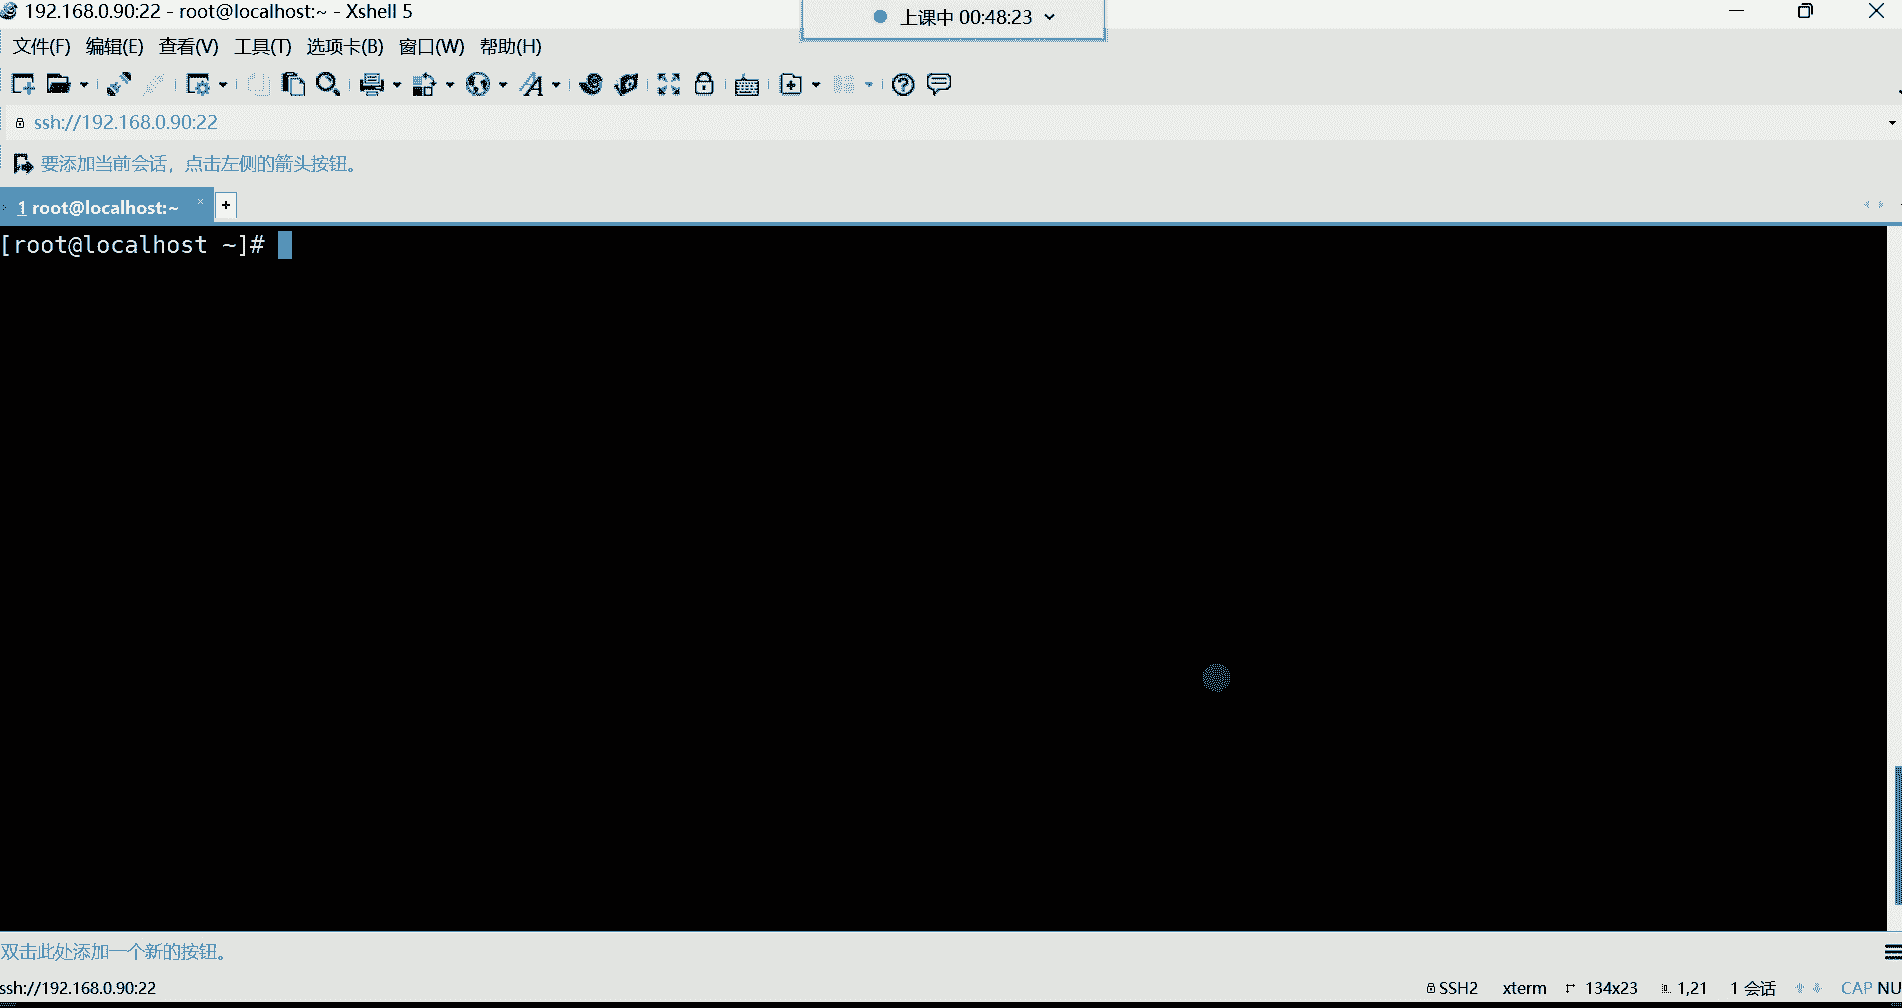 192.168.0.90:22 - root@localhost:~ - Xshell 5
上课中 00:48:23
文件(F) 编辑(E) 查看(V) 工具(T) 选项卡(B) 窗口(W) 帮助(H)
ssh://192.168.0.90:22
要添加当前会话，点击左侧的箭头按钮。
1 root@localhost:~
[root@localhost ~]#
双击此处添加一个新的按钮。
ssh://192.168.0.90:22 SSH2 xterm 134x23 1,21 1 会话 CAP NU